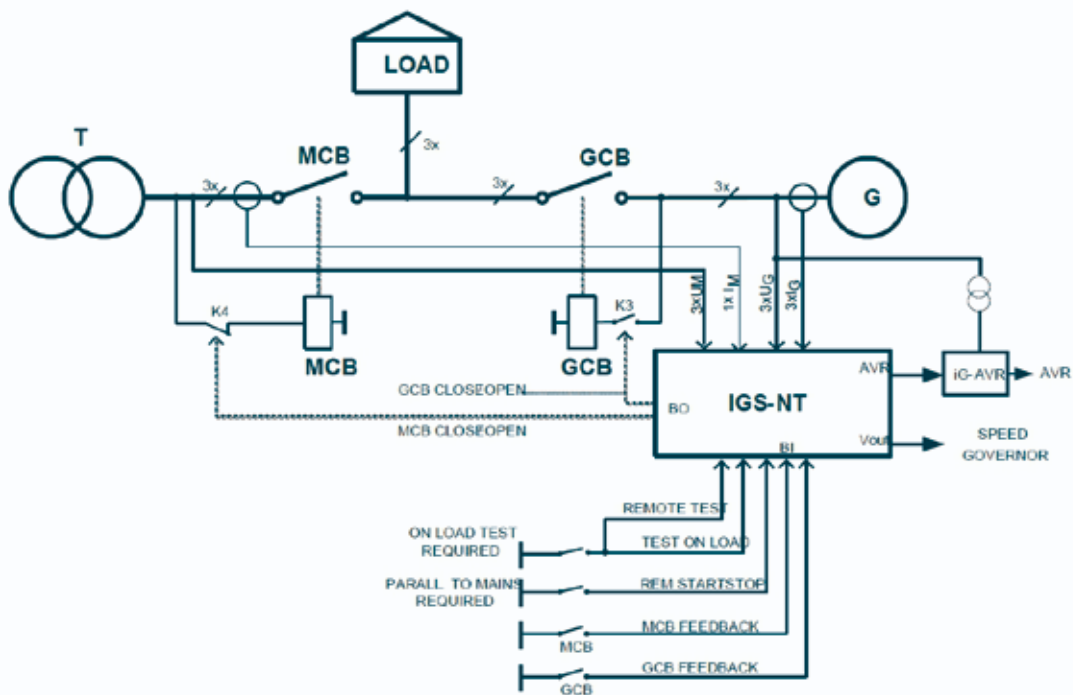 LOAD
T
3x
MCB
GCB
3x
3x
3x
G
K4
K3
3xUM
1x IM
3xUG
3xIG
MCB
GCB
GCB CLOSEOPEN
MCB CLOSEOPEN
BO
IGS-NT
AVR
iG-AVR
AVR
Vout
BI
SPEED
GOVERNOR
REMOTE TEST
ON LOAD TEST
REQUIRED
TEST ON LOAD
PARALL TO MAINS
REQUIRED
REM STARTSTOP
MCB FEEDBACK
MCB
GCB FEEDBACK
GCB